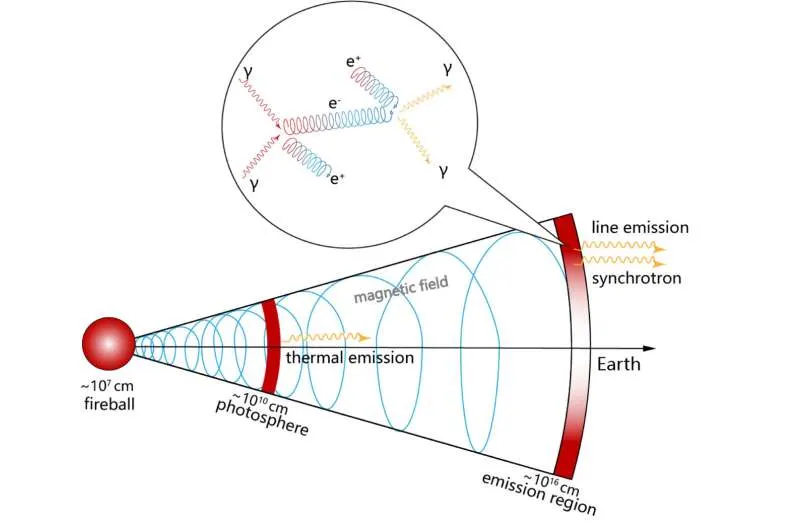 γ
e⁺
γ
e⁻
γ
e⁺
γ
line emission
synchrotron
magnetic field
thermal emission
Earth
~10⁷ cm
fireball
~10¹⁰ cm
photosphere
~10¹⁶ cm
emission region